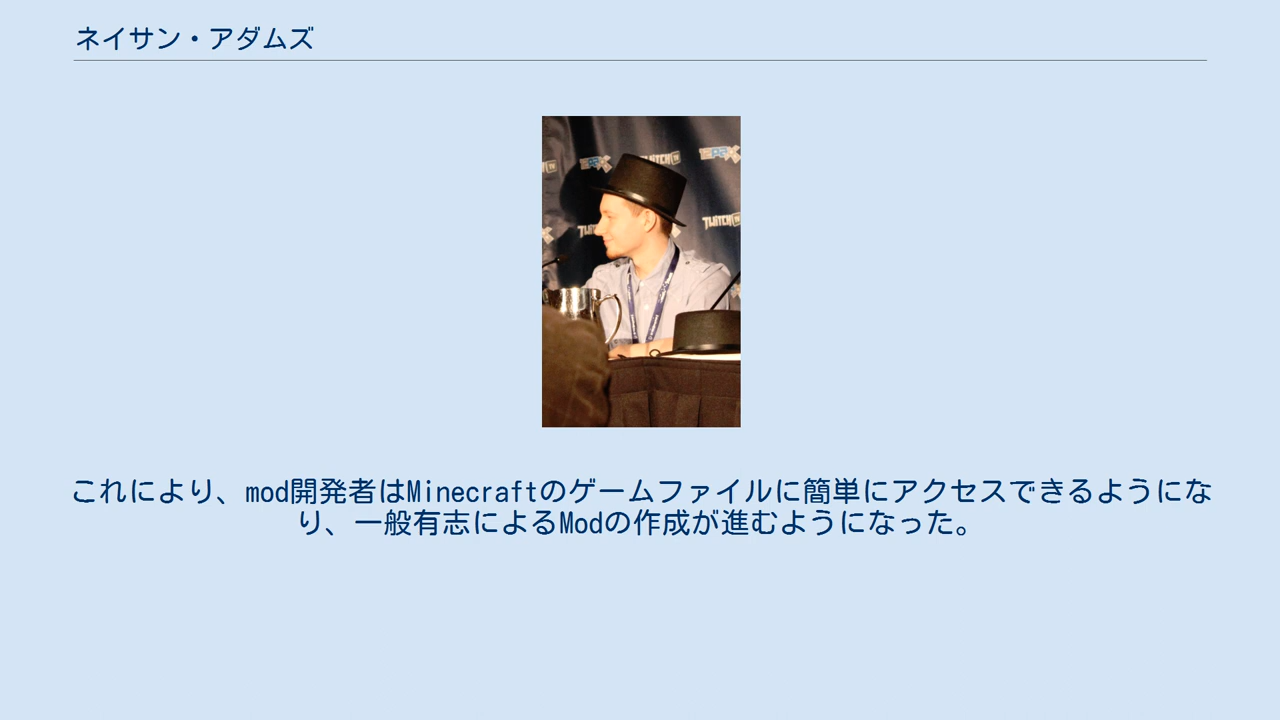 ネイサン・アダムズ
TWITCH TV
TWITCH
これにより、mod開発者はMinecraftのゲームファイルに簡単にアクセスできるようにな
り、一般有志によるModの作成が進むようになった。